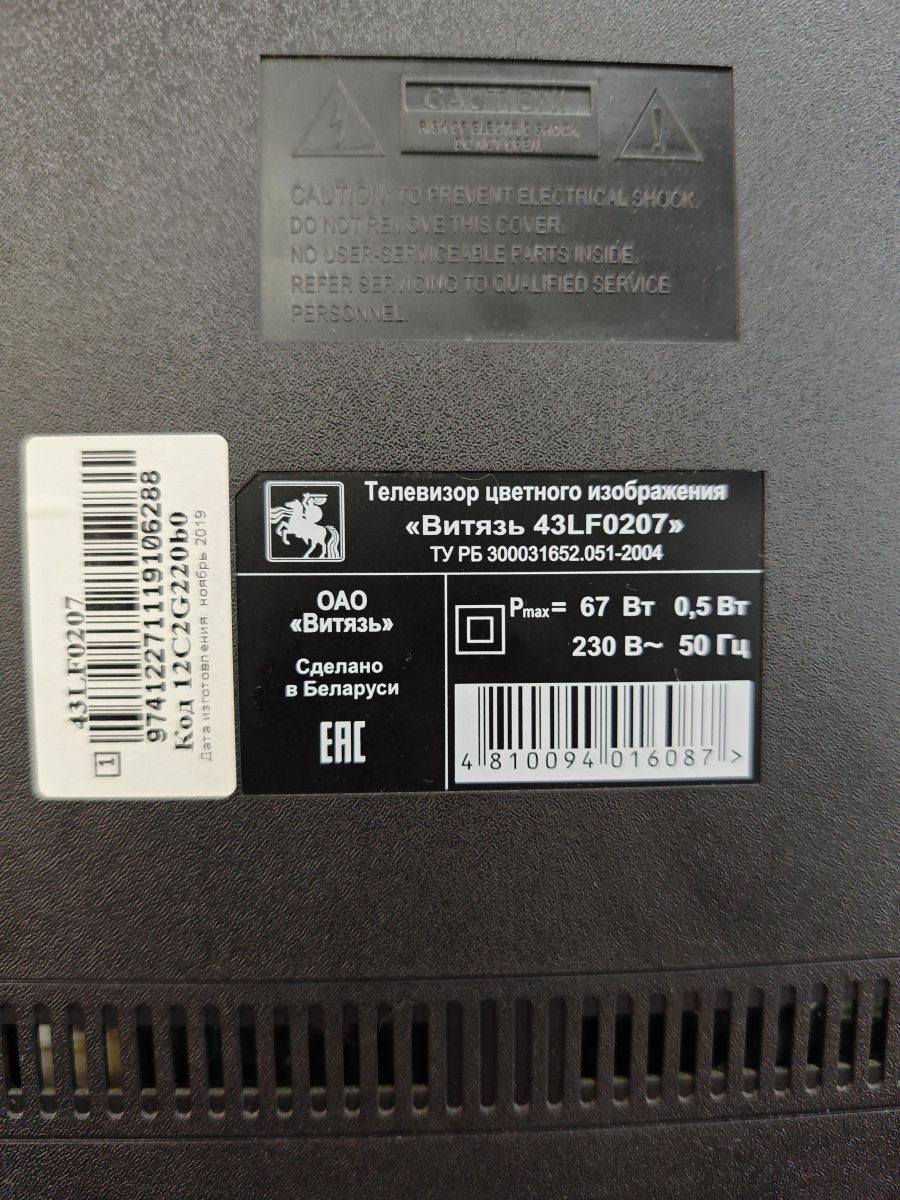 CAUTION!
RISK OF ELECTRIC SHOCK.
DO NOT OPEN
CAUTION: TO PREVENT ELECTRICAL SHOCK,
DO NOT REMOVE THIS COVER.
NO USER-SERVICEABLE PARTS INSIDE.
REFER SERVICING TO QUALIFIED SERVICE
PERSONNEL.
43LF0207
97412271119106288
Код 12C2G220b0
Дата изготовления: ноябрь 2019
1
Телевизор цветного изображения
«Витязь 43LF0207»
ТУ РБ 300031652.051-2004
ОАО
«Витязь»
Сделано
в Беларуси
EAC
Pmax= 67 Вт 0,5 Вт
230 В~ 50 Гц
4 810094 016087 >